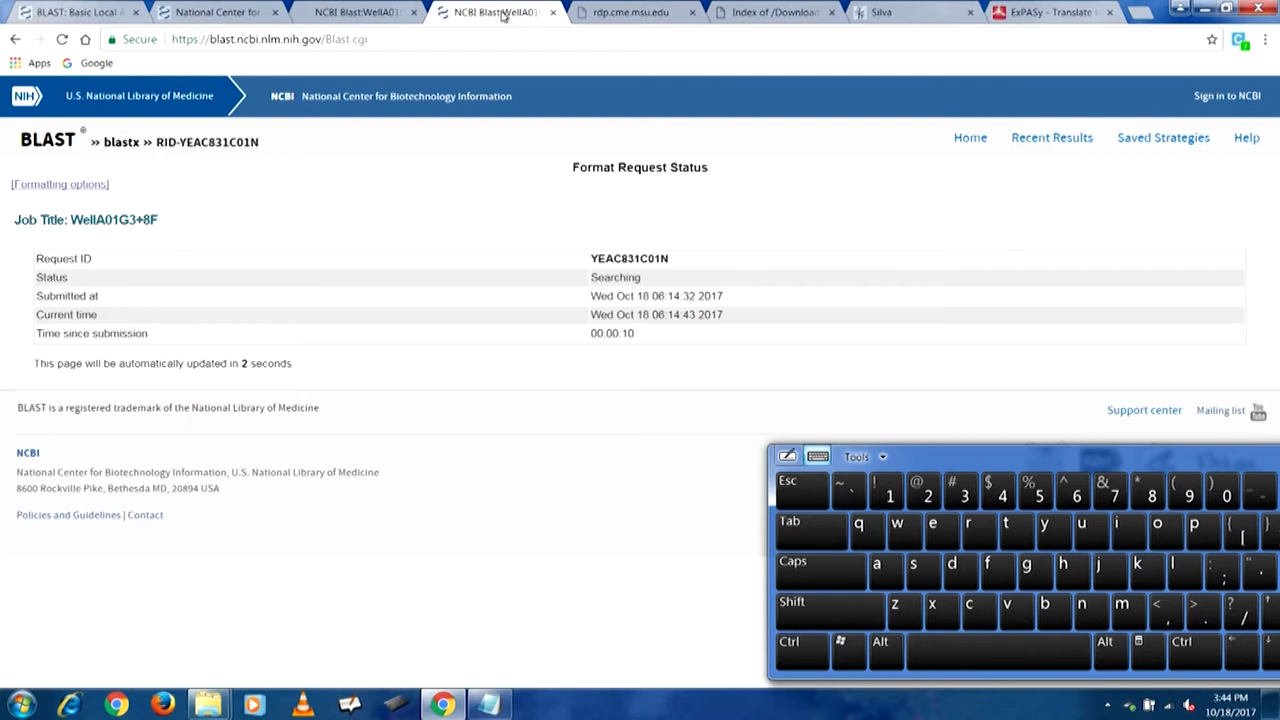 BLAST: Basic Local A × National Center for × NCBI Blast:WellA01 × NCBI Blast:WellA01 × rdp.cme.msu.edu × Index of /Download × Silva × ExPASy - Translate ×
Secure https://blast.ncbi.nlm.nih.gov/Blast.cgi
Apps Google
NIH U.S. National Library of Medicine NCBI National Center for Biotechnology Information Sign in to NCBI
BLAST ® » blastx » RID-YEAC831C01N Home Recent Results Saved Strategies Help
Format Request Status
[Formatting options]
Job Title: WellA01G3+8F
Request ID YEAC831C01N
Status Searching
Submitted at Wed Oct 18 06:14:32 2017
Current time Wed Oct 18 06:14:43 2017
Time since submission 00:00:10
This page will be automatically updated in 2 seconds
BLAST is a registered trademark of the National Library of Medicine Support center Mailing list You Tube
NCBI
National Center for Biotechnology Information, U.S. National Library of Medicine
8600 Rockville Pike, Bethesda MD, 20894 USA
Policies and Guidelines | Contact
Tools
Esc ~ ` ! 1 @ 2 # 3 $ 4 % 5 ^ 6 & 7 * 8 ( 9 ) 0 _ -
Tab q w e r t y u i o p { [ }
Caps a s d f g h j k l : ; " '
Shift z x c v b n m < , > . ? /
Ctrl Alt Alt Ctrl
3:44 PM
10/18/2017